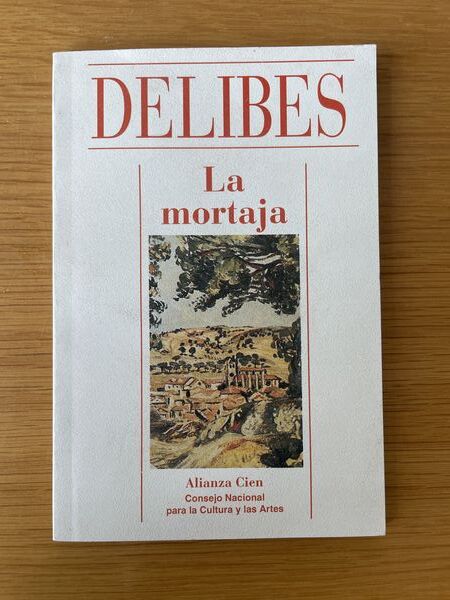 DELIBES
La
mortaja
Alianza Cien
Consejo Nacional
para la Cultura y las Artes